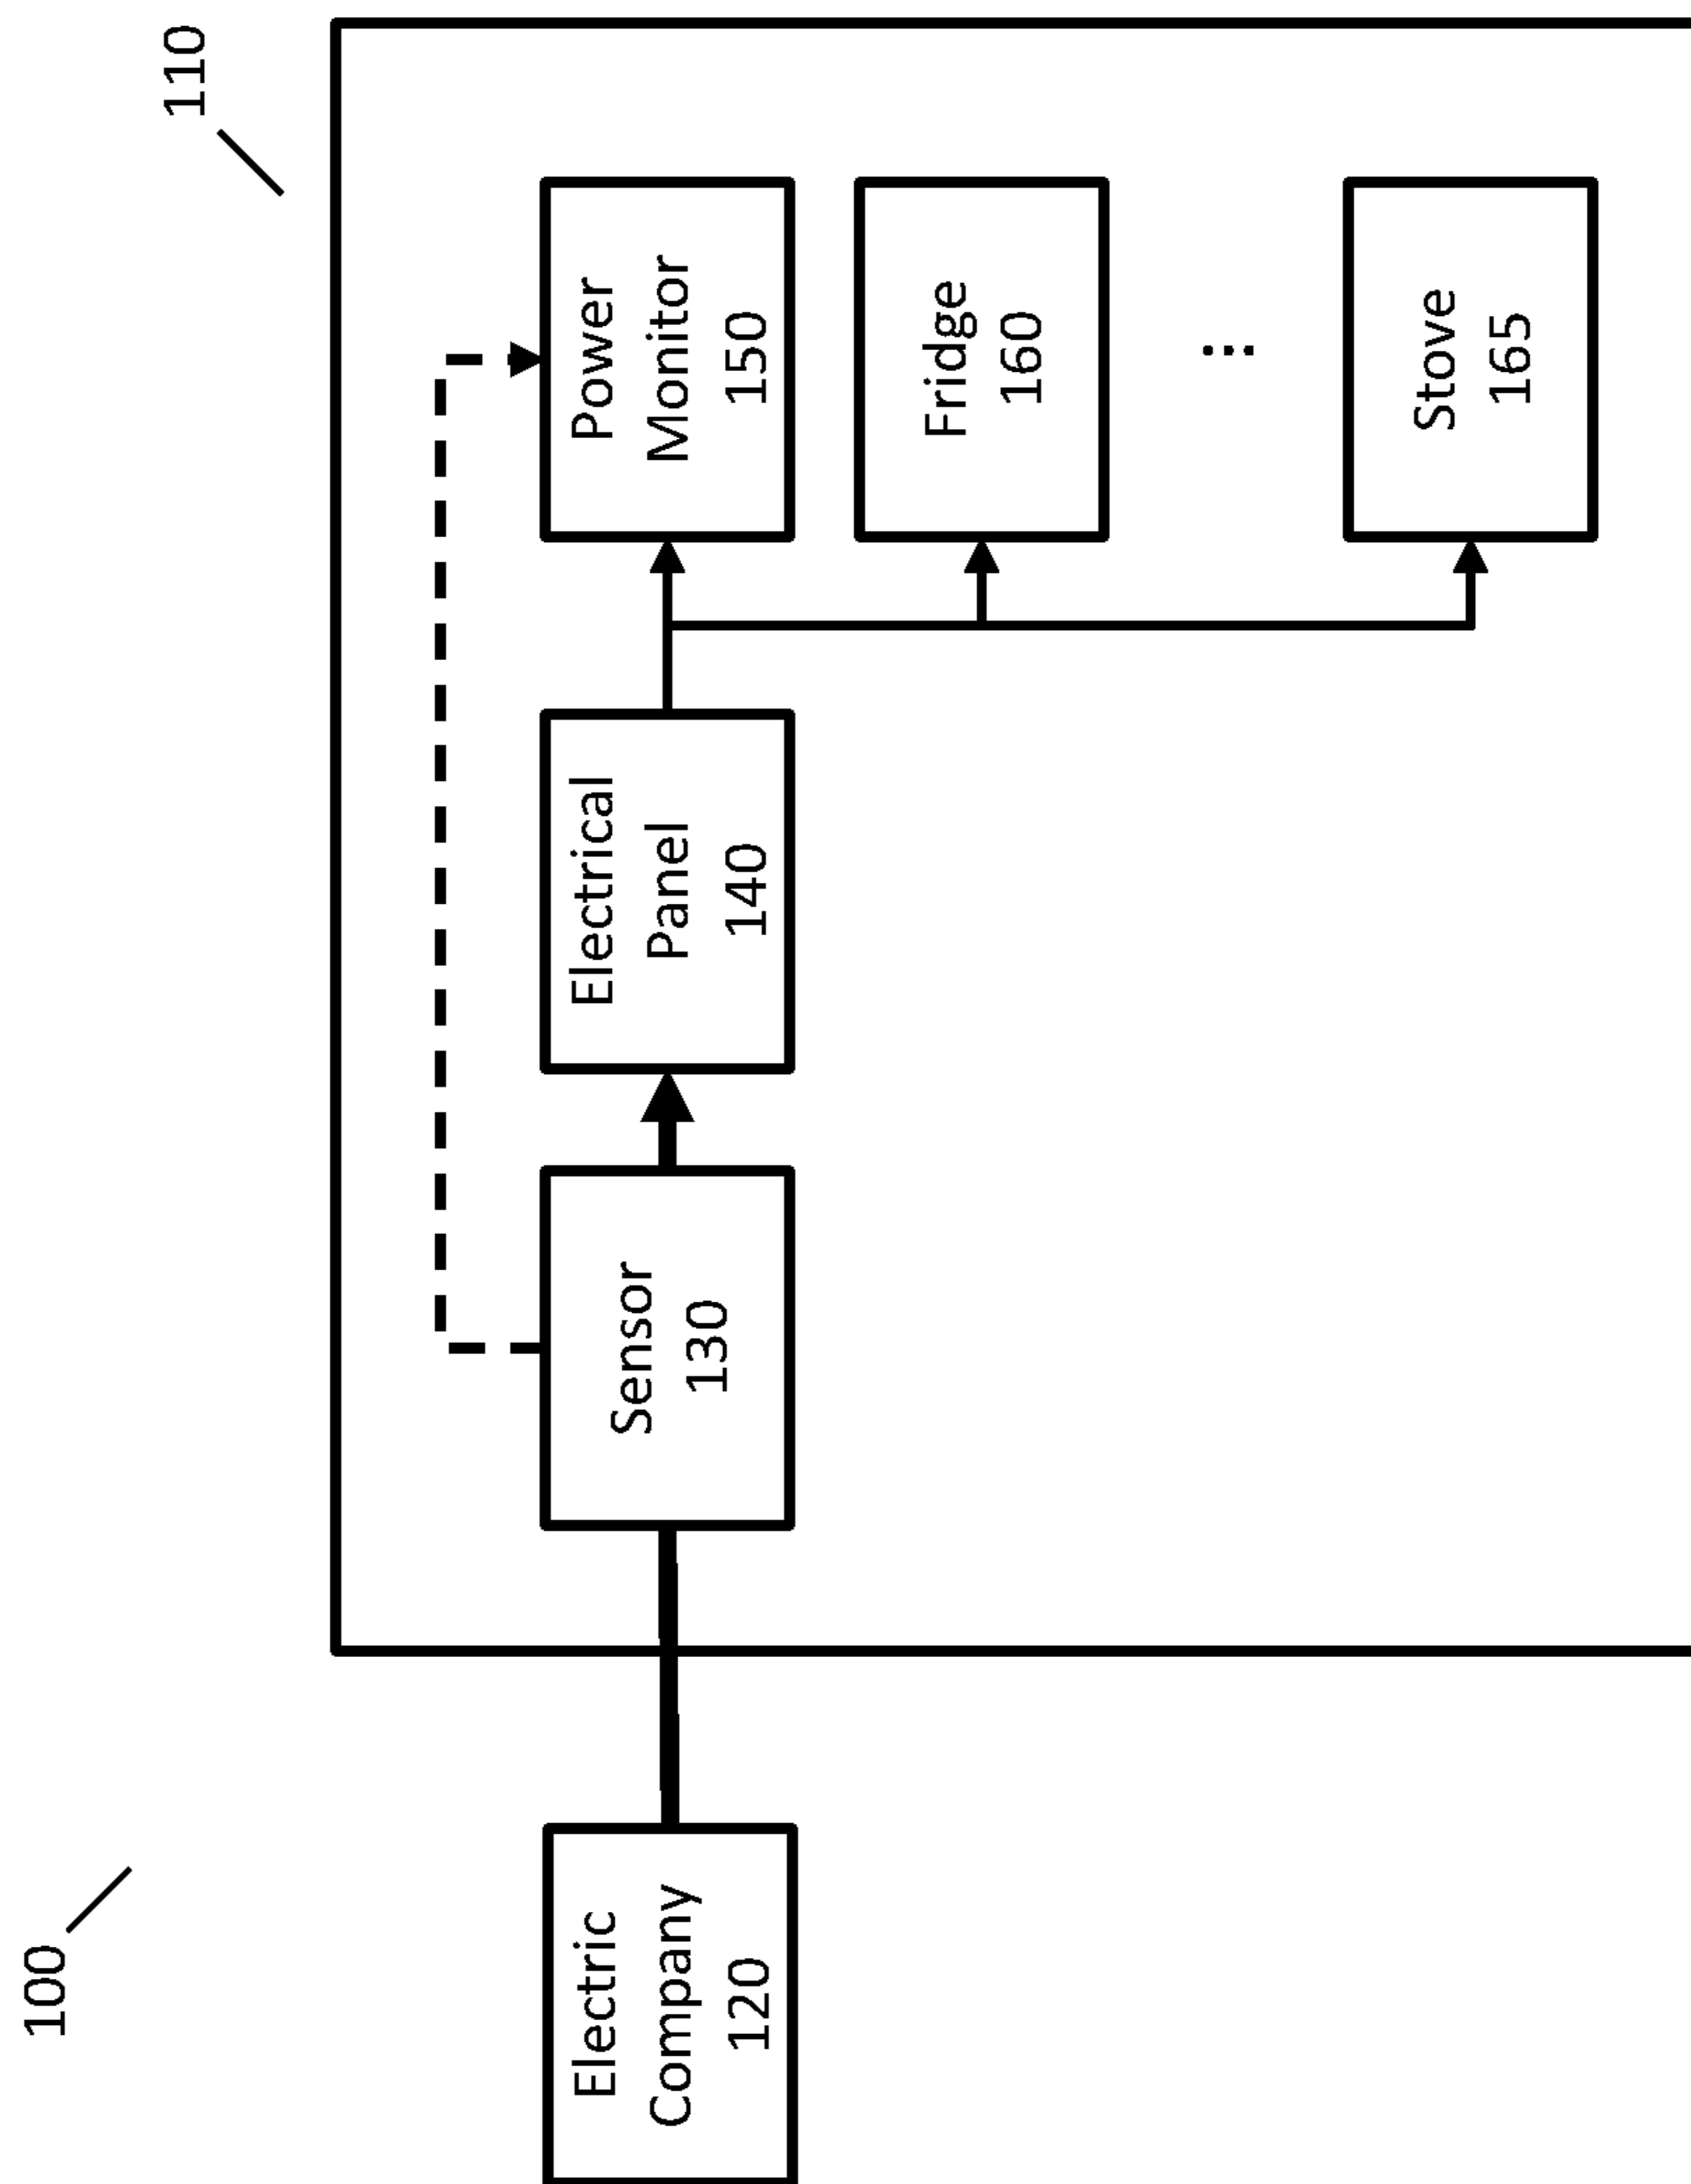 100
110
Electric
Company
120
Sensor
130
Electrical
Panel
140
Power
Monitor
150
Fridge
160
...
Stove
165